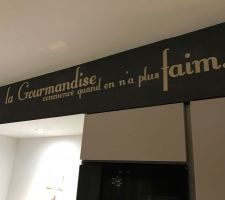 la Gourmandise
commence quand on n'a plus faim.